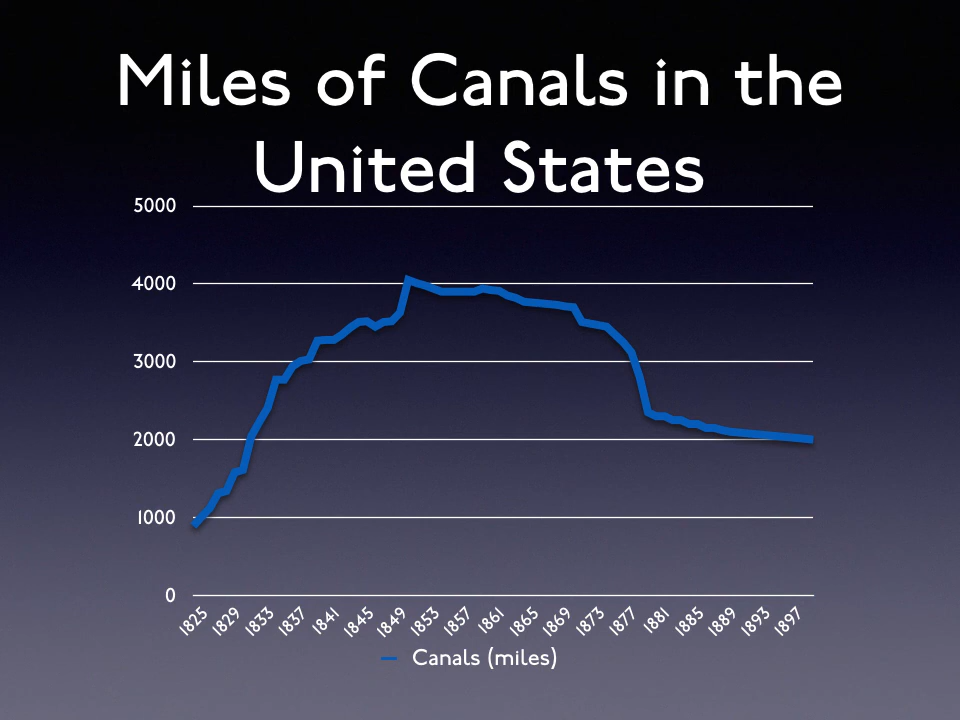 Miles of Canals in the
United States
5000
4000
3000
2000
1000
0
1825 1829 1833 1837 1841 1845 1849 1853 1857 1861 1865 1869 1873 1877 1881 1885 1889 1893 1897
Canals (miles)